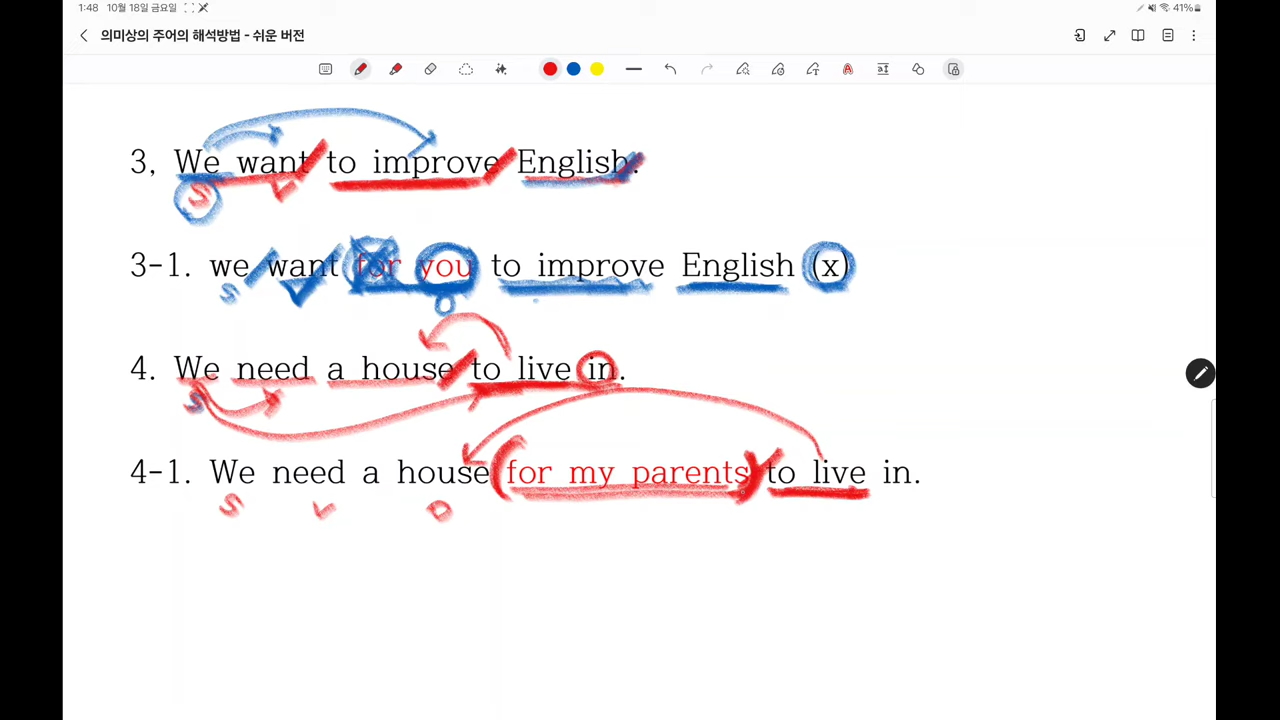 1:48 10월 18일 금요일 41%
의미상의 주어의 해석방법 - 쉬운 버전
3, We want to improve English.
S V
3-1. we want for you to improve English (x)
S O
4. We need a house to live in.
S
4-1. We need a house (for my parents) to live in.
S V O